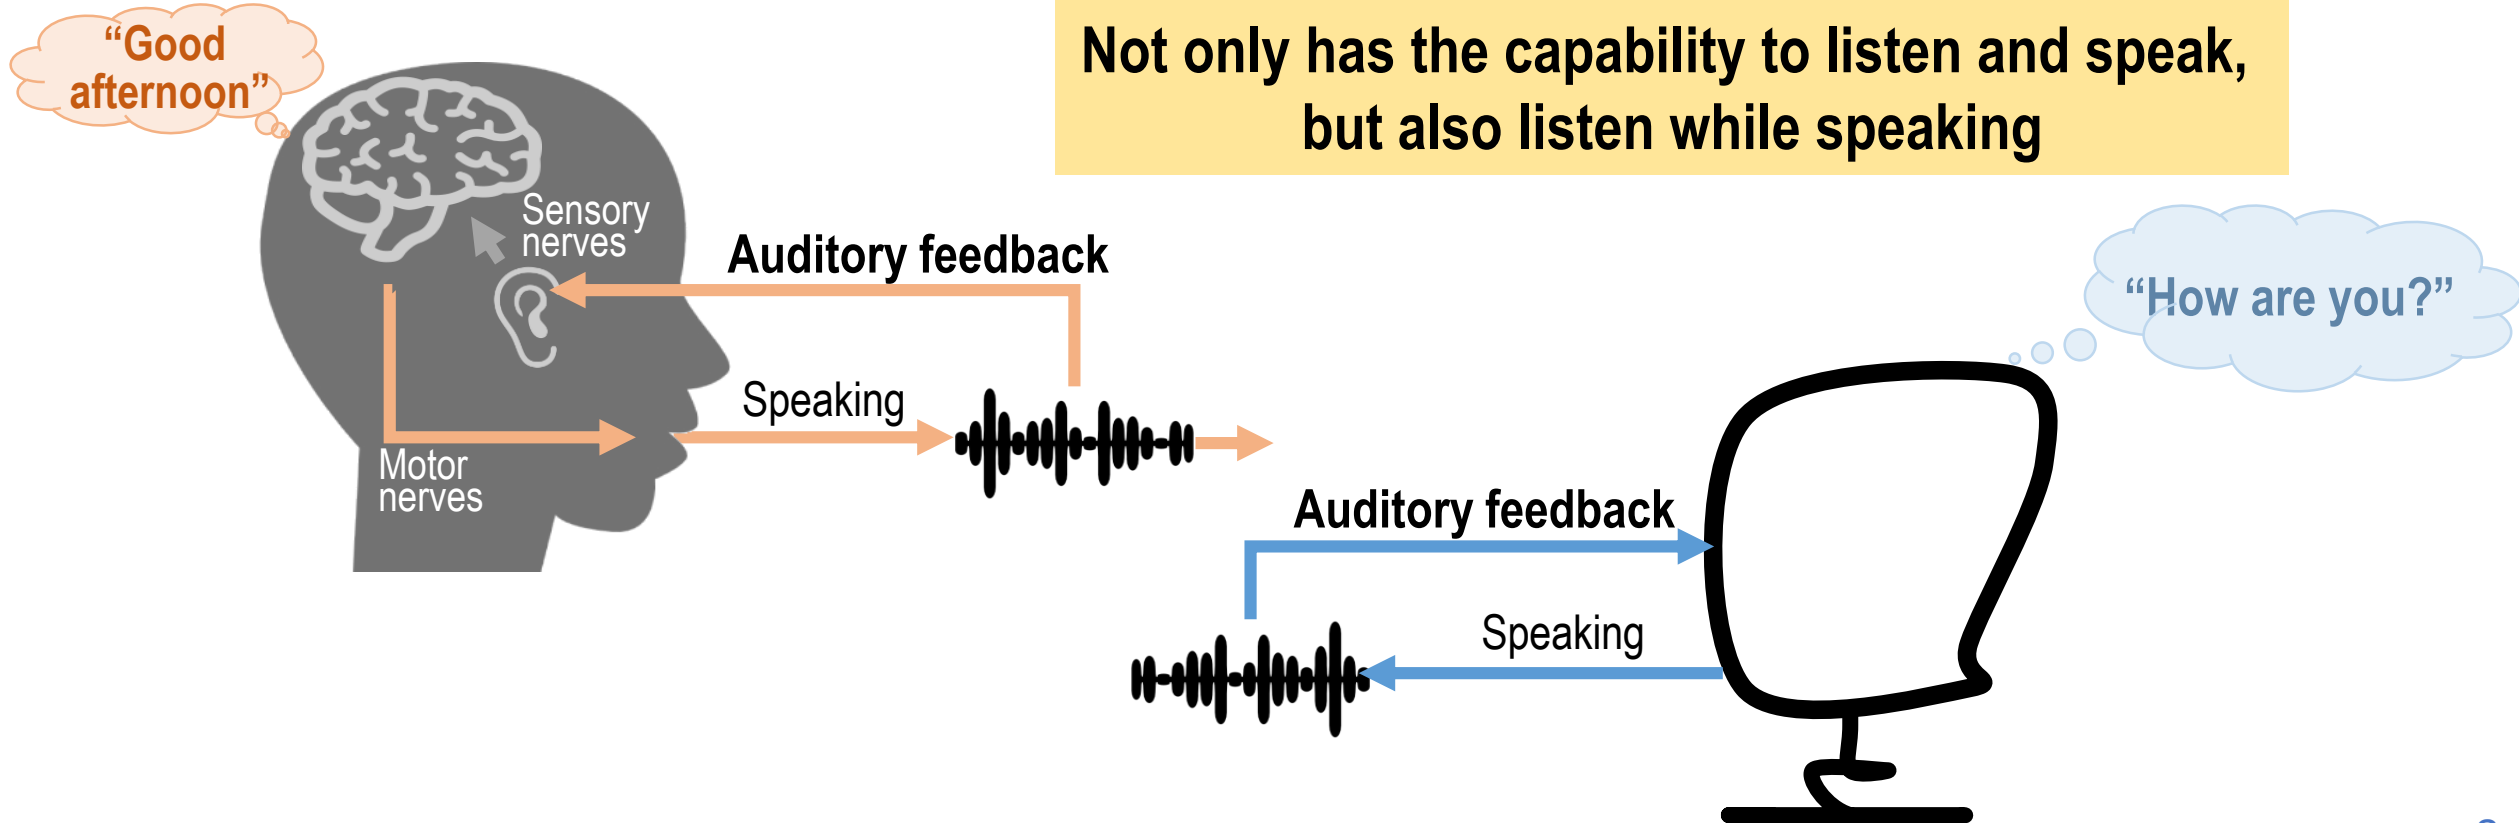 “Good
afternoon”
Not only has the capability to listen and speak,
but also listen while speaking
Sensory
nerves
Auditory feedback
“How are you?”
Speaking
Motor
nerves
Auditory feedback
Speaking